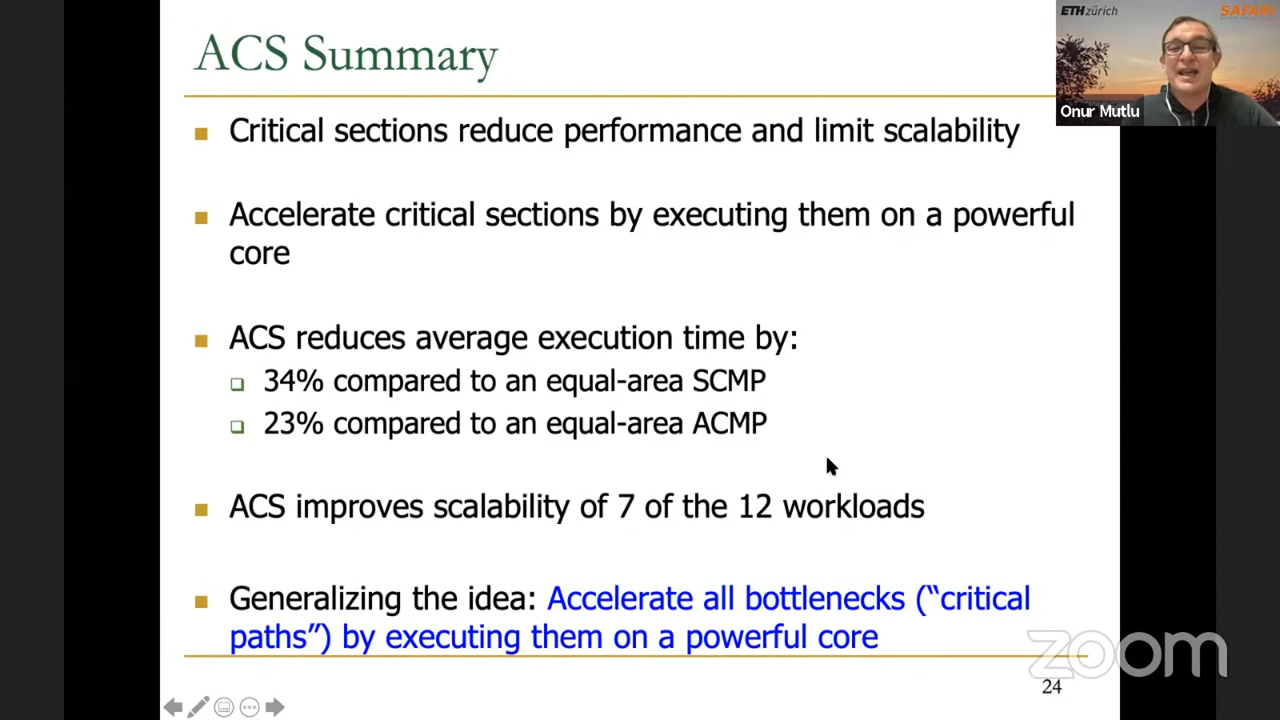 ACS Summary
ETH zürich
SAFARI
Onur Mutlu
Critical sections reduce performance and limit scalability
Accelerate critical sections by executing them on a powerful
core
ACS reduces average execution time by:
34% compared to an equal-area SCMP
23% compared to an equal-area ACMP
ACS improves scalability of 7 of the 12 workloads
Generalizing the idea: Accelerate all bottlenecks (“critical
paths”) by executing them on a powerful core
zoom
24